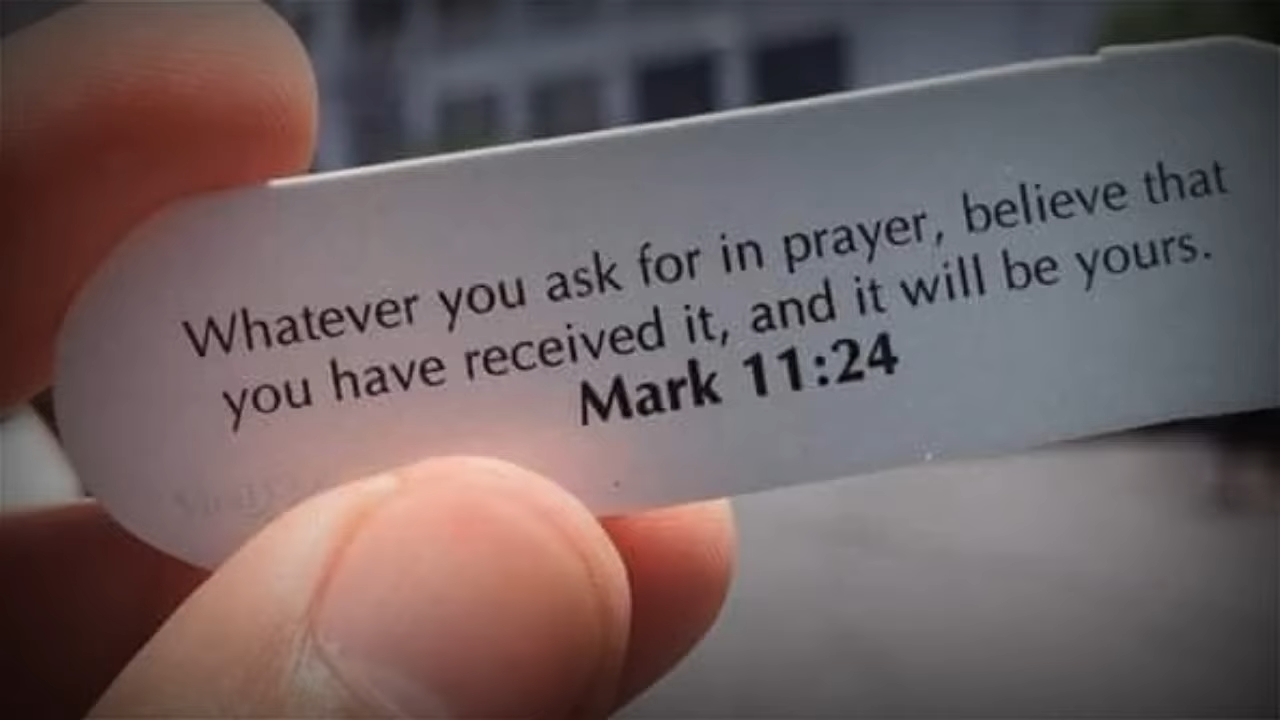 Whatever you ask for in prayer, believe that
you have received it, and it will be yours.
Mark 11:24